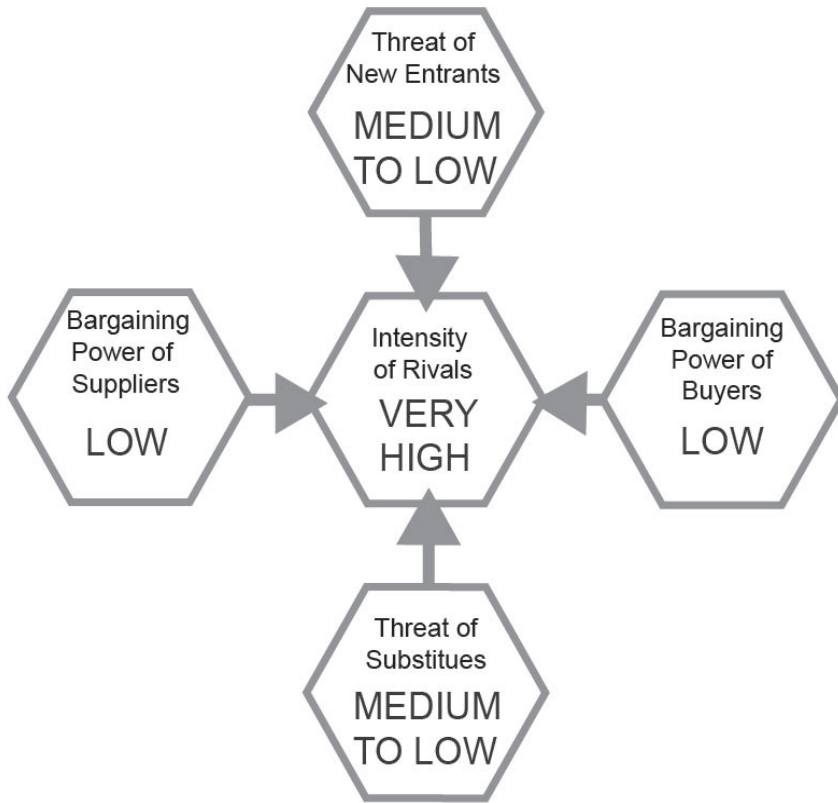 Threat of
New Entrants
MEDIUM
TO LOW
Bargaining
Power of
Suppliers
LOW
Intensity
of Rivals
VERY
HIGH
Bargaining
Power of
Buyers
LOW
Threat of
Substitues
MEDIUM
TO LOW